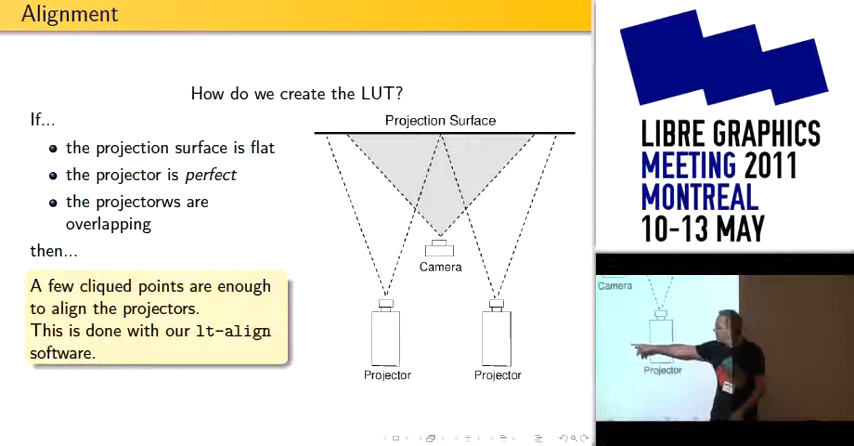 Alignment
How do we create the LUT?
If...
the projection surface is flat
the projector is perfect
the projectorws are
overlapping
then...
A few cliqued points are enough
to align the projectors.
This is done with our lt-align
software.
Projection Surface
Camera
Projector
Projector
LIBRE GRAPHICS
MEETING 2011
MONTREAL
10-13 MAY
Camera
Projector